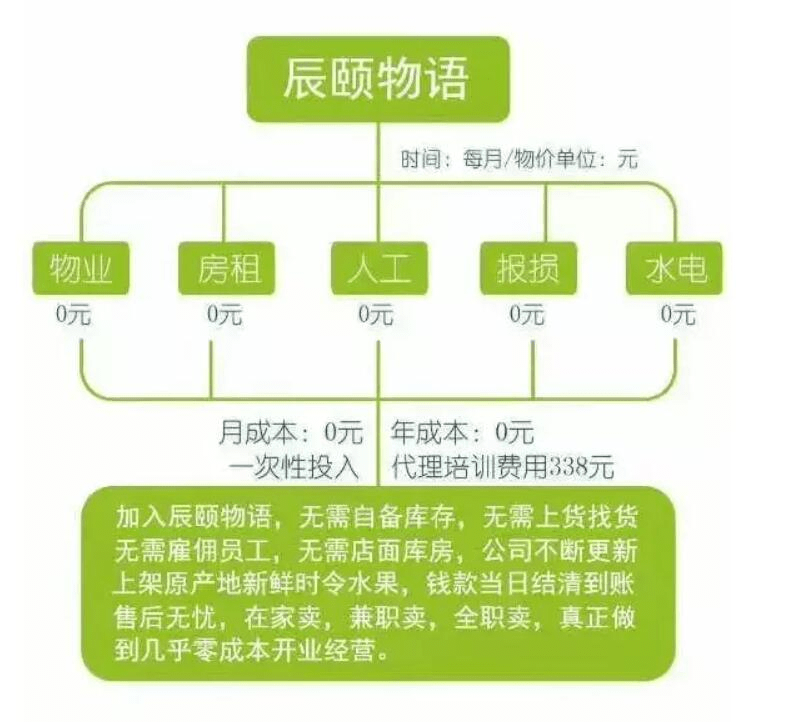 辰颐物语
时间：每月/物价单位：元
物业 房租 人工 报损 水电
0元 0元 0元 0元 0元
月成本：0元 年成本：0元
一次性投入 代理培训费用338元
加入辰颐物语，无需自备库存，无需上货找货
无需雇佣员工，无需店面库房，公司不断更新
上架原产地新鲜时令水果，钱款当日结清到账
售后无忧，在家卖，兼职卖，全职卖，真正做
到几乎零成本开业经营。